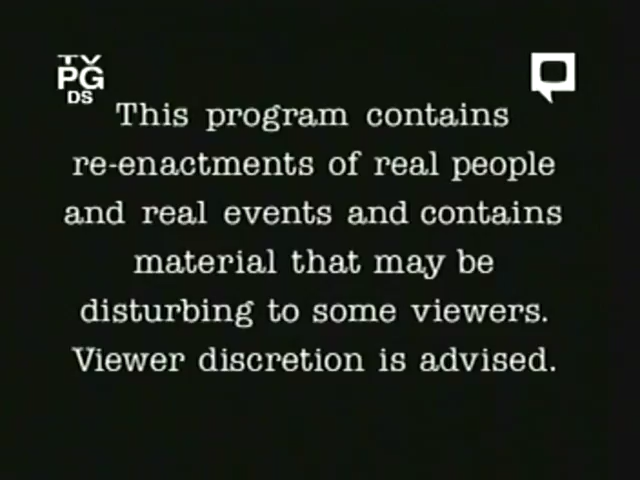 TV
PG
DS
This program contains
re-enactments of real people
and real events and contains
material that may be
disturbing to some viewers.
Viewer discretion is advised.